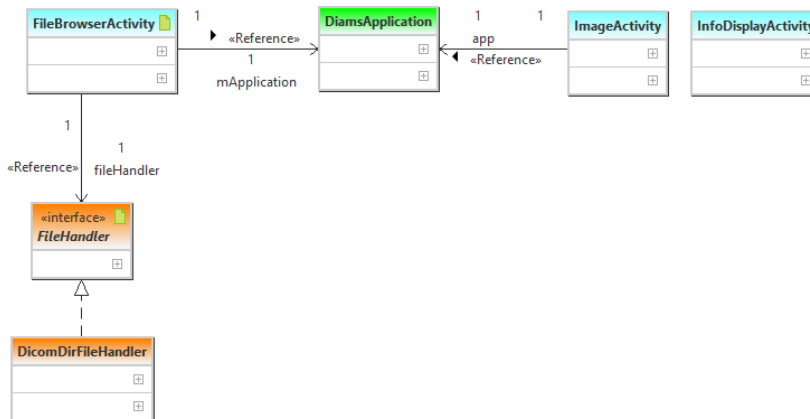 FileBrowserActivity
1
«Reference»
1
mApplication
DiamsApplication
1
1
app
«Reference»
ImageActivity
InfoDisplayActivity
1
1
«Reference»
fileHandler
«interface»
FileHandler
DicomDirFileHandler